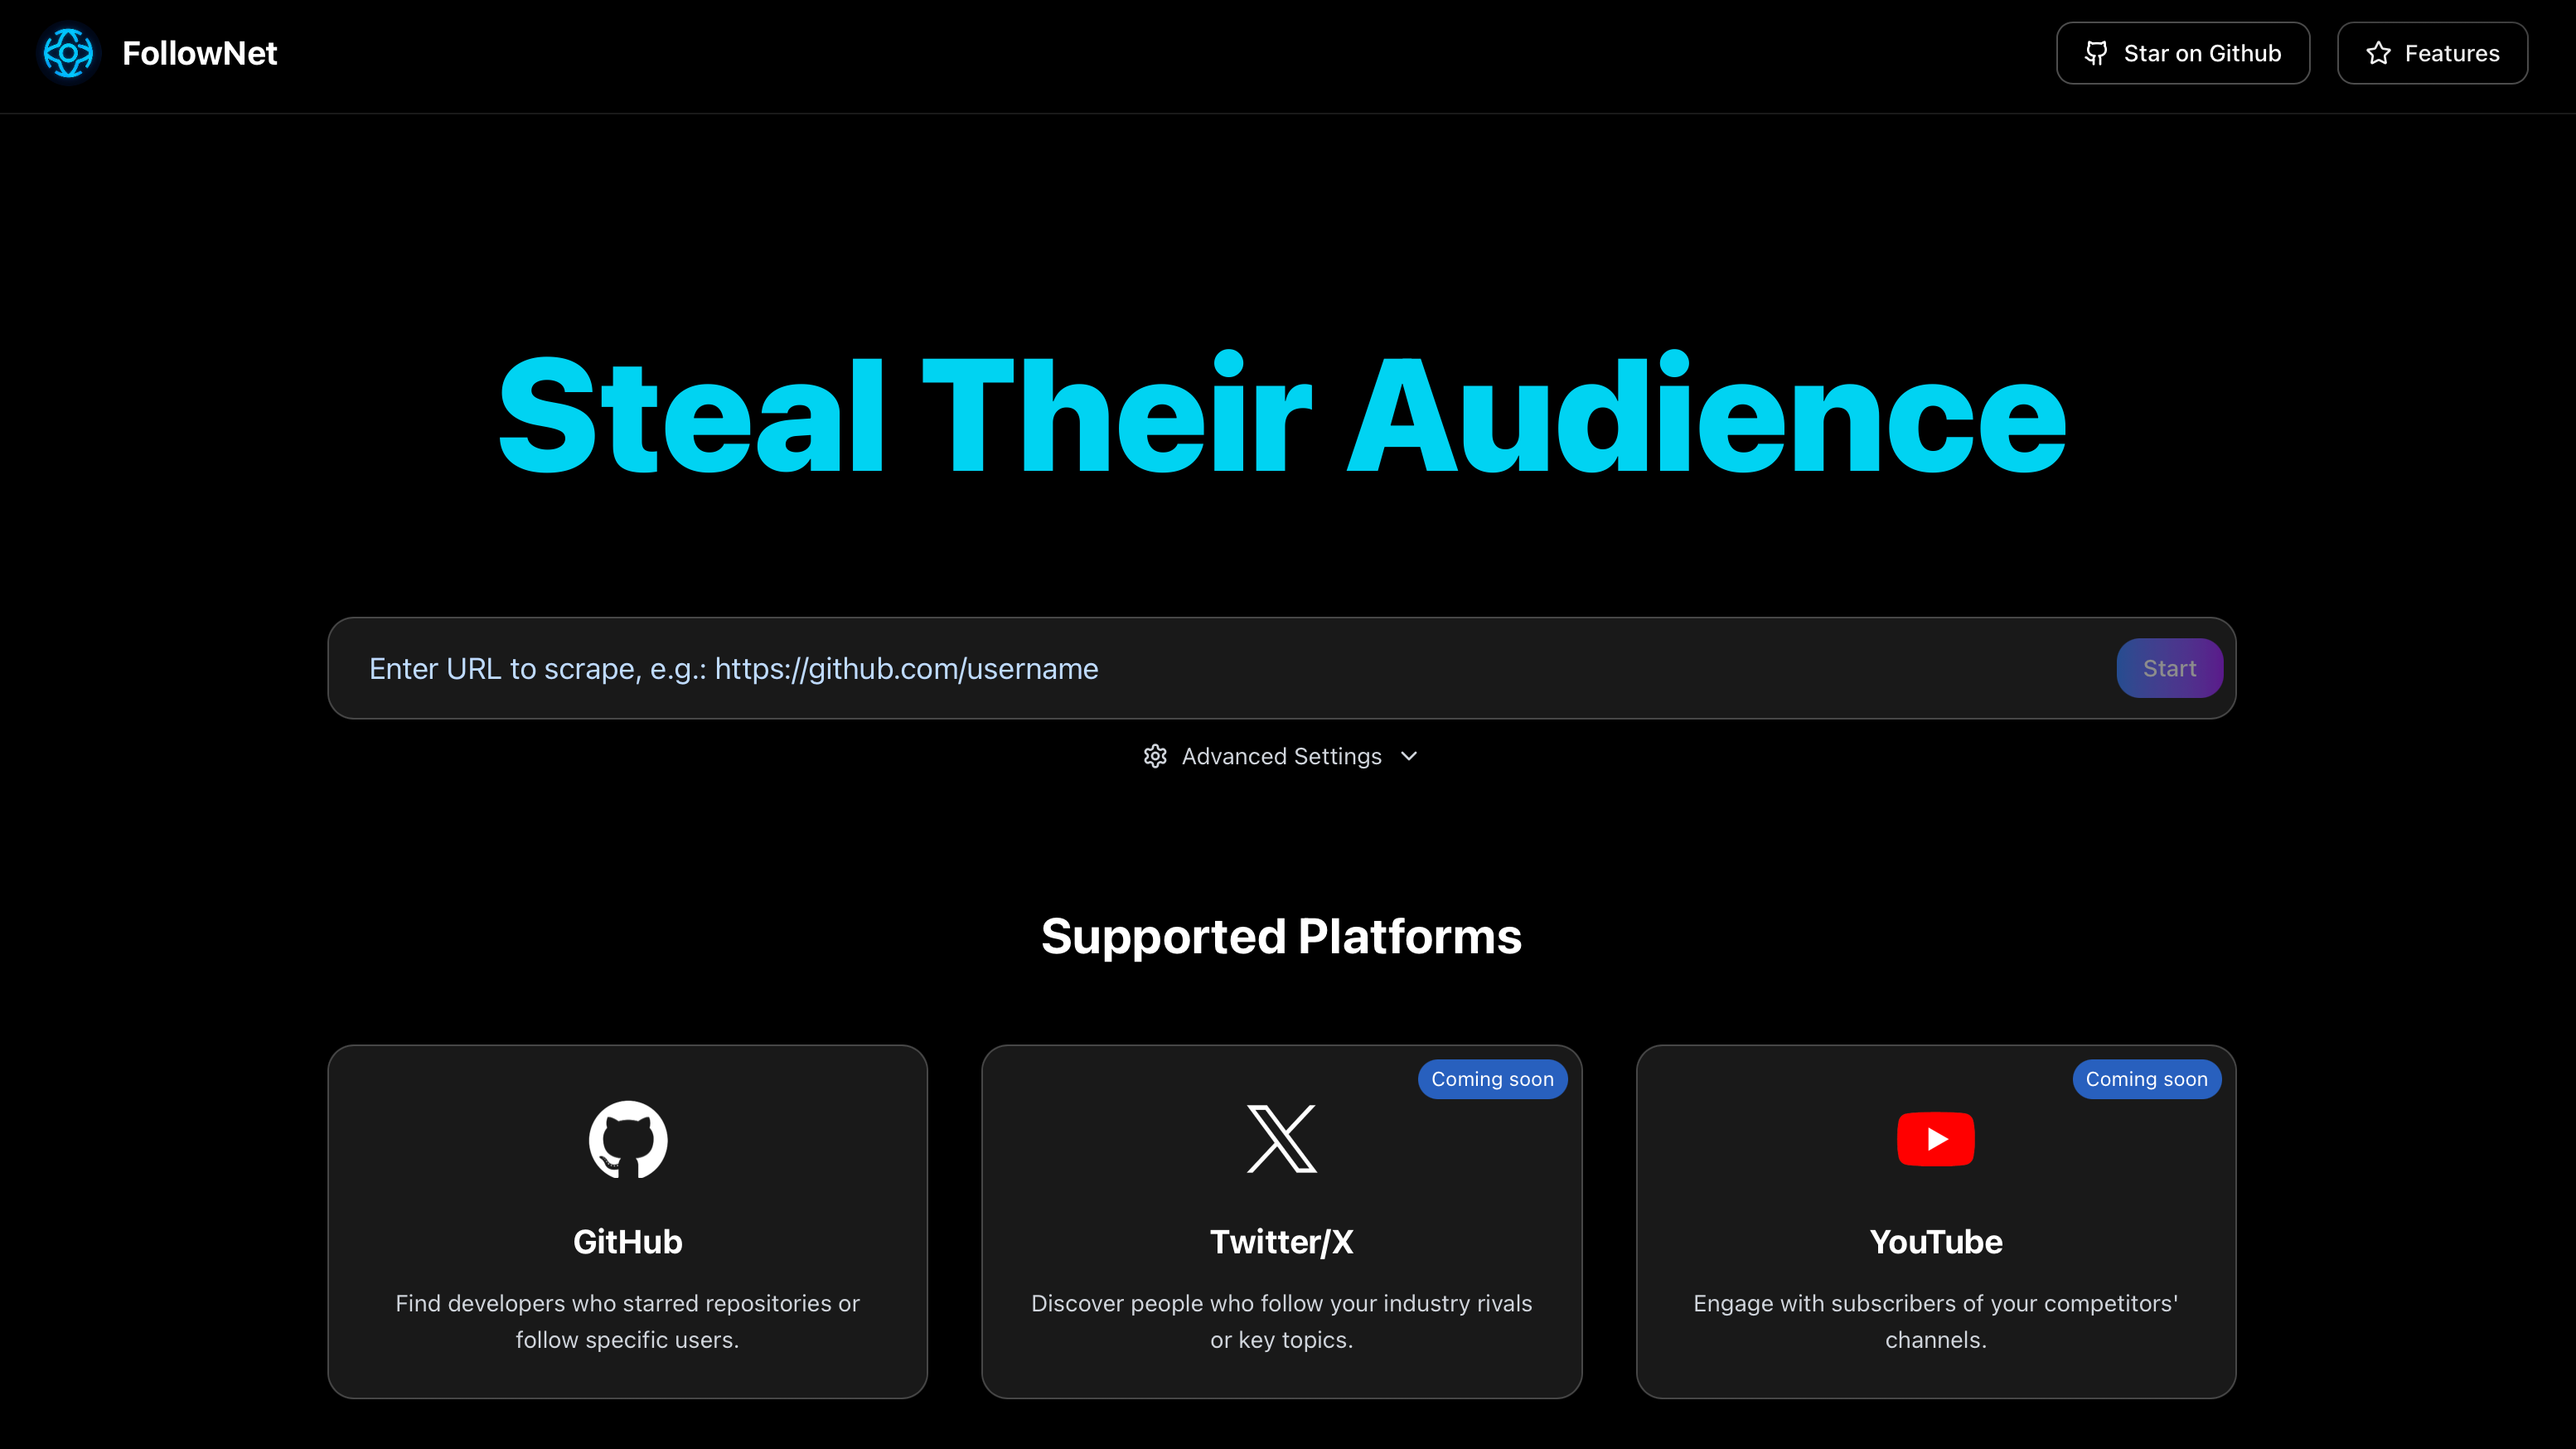 FollowNet
Star on Github
Features
Steal Their Audience
Enter URL to scrape, e.g.: https://github.com/username
Start
Advanced Settings
Supported Platforms
GitHub
Find developers who starred repositories or
follow specific users.
Coming soon
Twitter/X
Discover people who follow your industry rivals
or key topics.
Coming soon
YouTube
Engage with subscribers of your competitors'
channels.